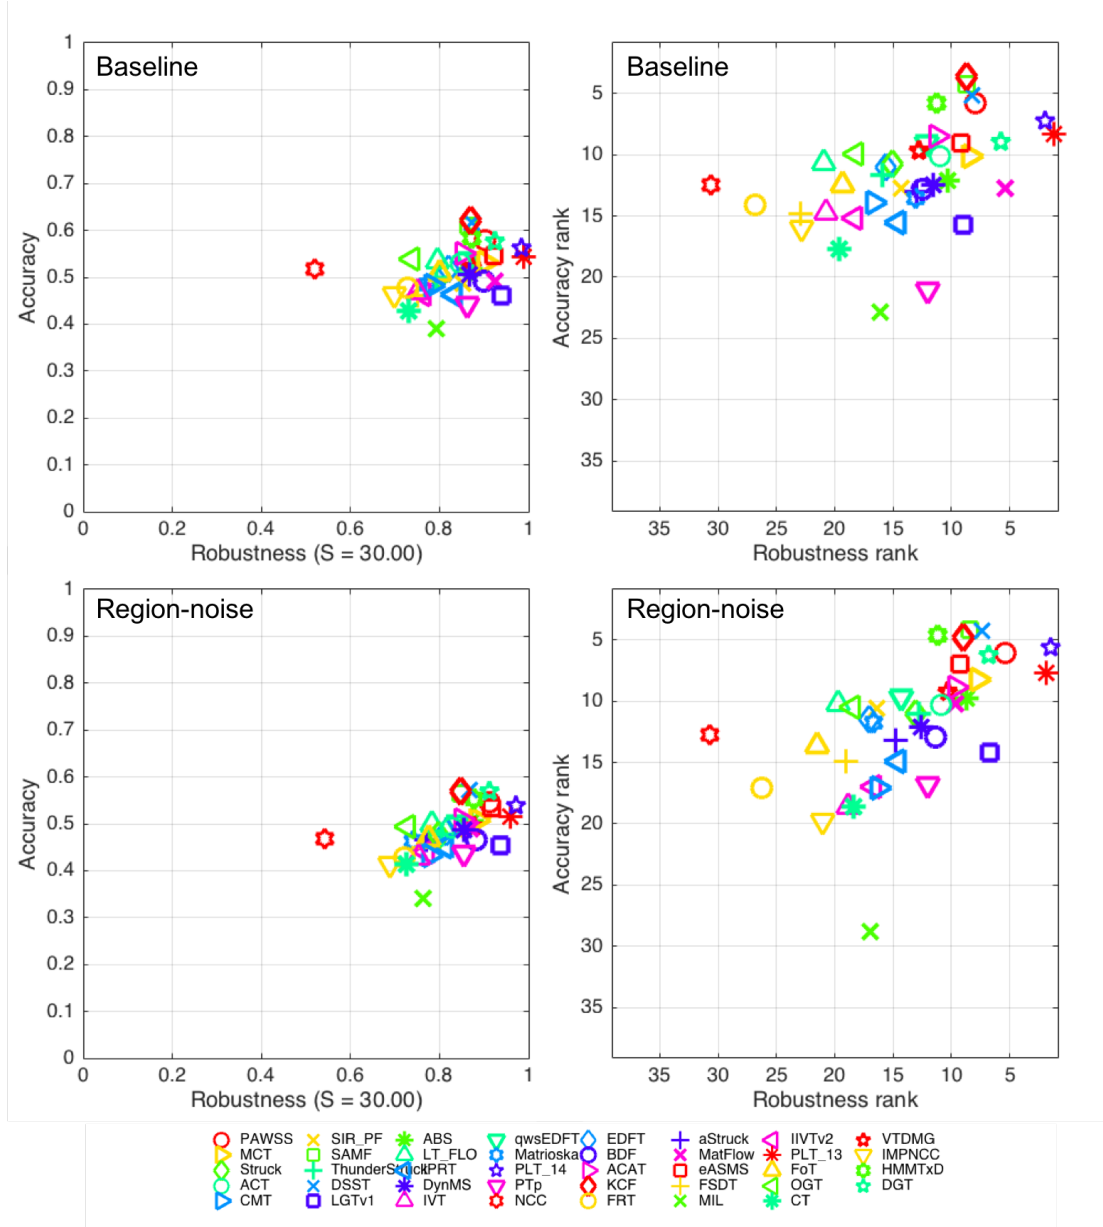 Baseline
1
0.9
0.8
0.7
0.6
0.5
0.4
0.3
0.2
0.1
0
Accuracy
0 0.2 0.4 0.6 0.8 1
Robustness (S = 30.00)
Baseline
5
10
15
20
25
30
35
Accuracy rank
35 30 25 20 15 10 5
Robustness rank
Region-noise
1
0.9
0.8
0.7
0.6
0.5
0.4
0.3
0.2
0.1
0
Accuracy
0 0.2 0.4 0.6 0.8 1
Robustness (S = 30.00)
Region-noise
5
10
15
20
25
30
35
Accuracy rank
35 30 25 20 15 10 5
Robustness rank
PAWSS SIR_PF ABS qwsEDFT EDFT aStruck IIVTv2 VTDMG
MCT SAMF LT_FLO Matrioska BDF MatFlow PLT_13 IMPNCC
Struck ThunderStruck IPRT PLT_14 ACAT eASMS FoT HMMTxD
ACT DSST DynMS PTp KCF FSDT OGT DGT
CMT LGTv1 IVT NCC FRT MIL CT